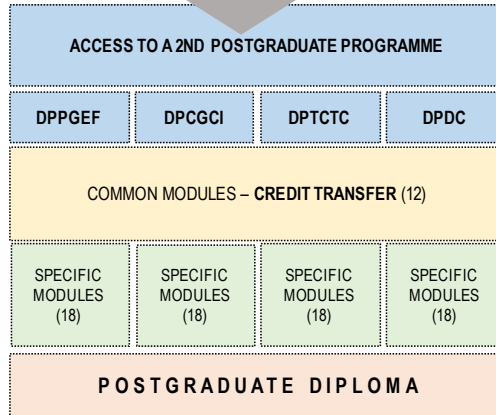 ACCESS TO A 2ND POSTGRADUATE PROGRAMME
DPPGEF DPCGCI DPTCTC DPDC
COMMON MODULES – CREDIT TRANSFER (12)
SPECIFIC SPECIFIC SPECIFIC SPECIFIC
MODULES MODULES MODULES MODULES
(18) (18) (18) (18)
POSTGRADUATE DIPLOMA